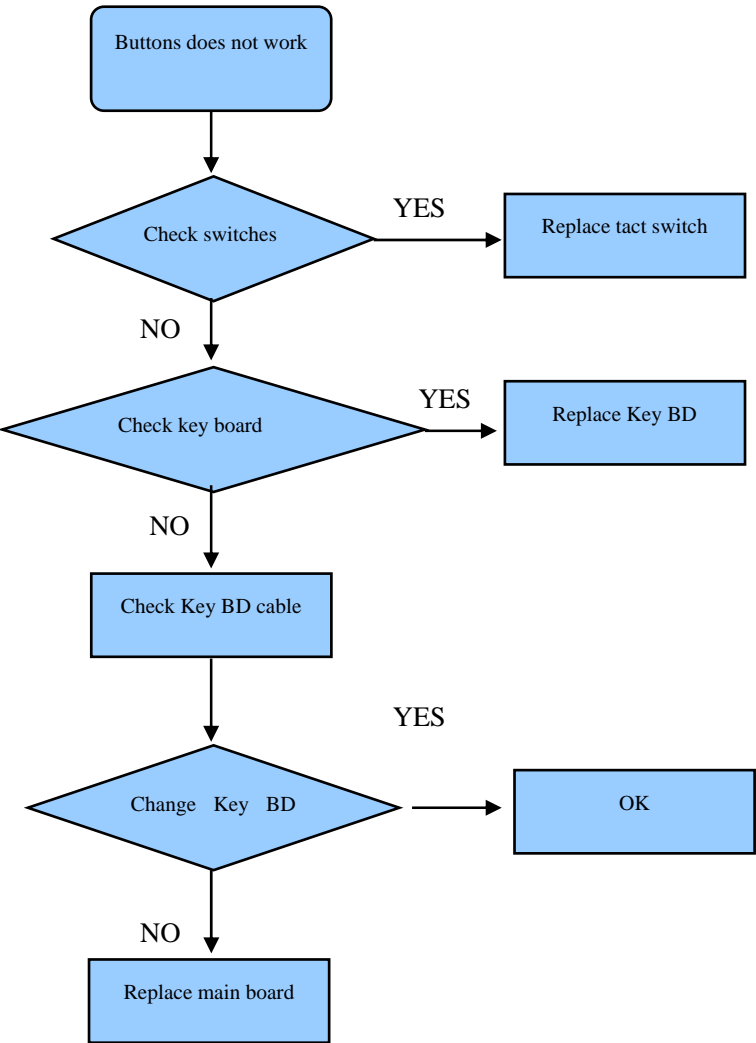 Buttons does not work
YES
Check switches
Replace tact switch
NO
YES
Check key board
Replace Key BD
NO
Check Key BD cable
YES
Change Key BD
OK
NO
Replace main board